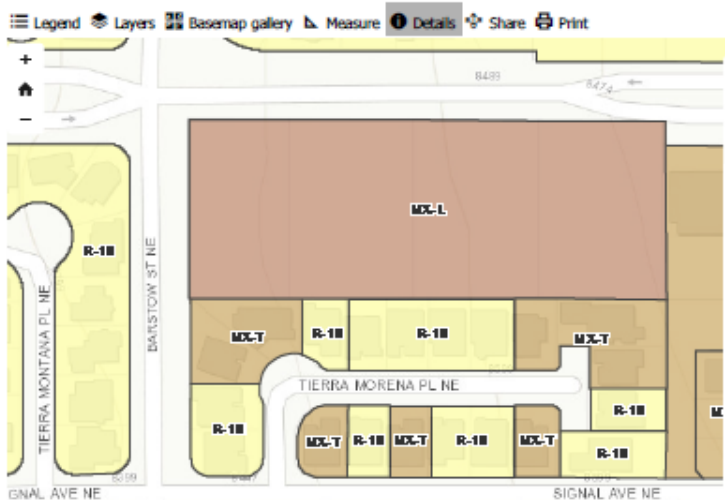 Legend Layers Basemap gallery Measure Details Share Print
+
8489
8474
−
MX-L
R-1B
BARSTOW ST NE
TIERRA MONTANA PL NE
MX-T
R-1B
R-1B
MX-T
TIERRA MORENA PL NE
R-1B
R-1B
MX-T
R-1B
MX-T
R-1B
MX-T
R-1B
GNAL AVE NE
SIGNAL AVE NE